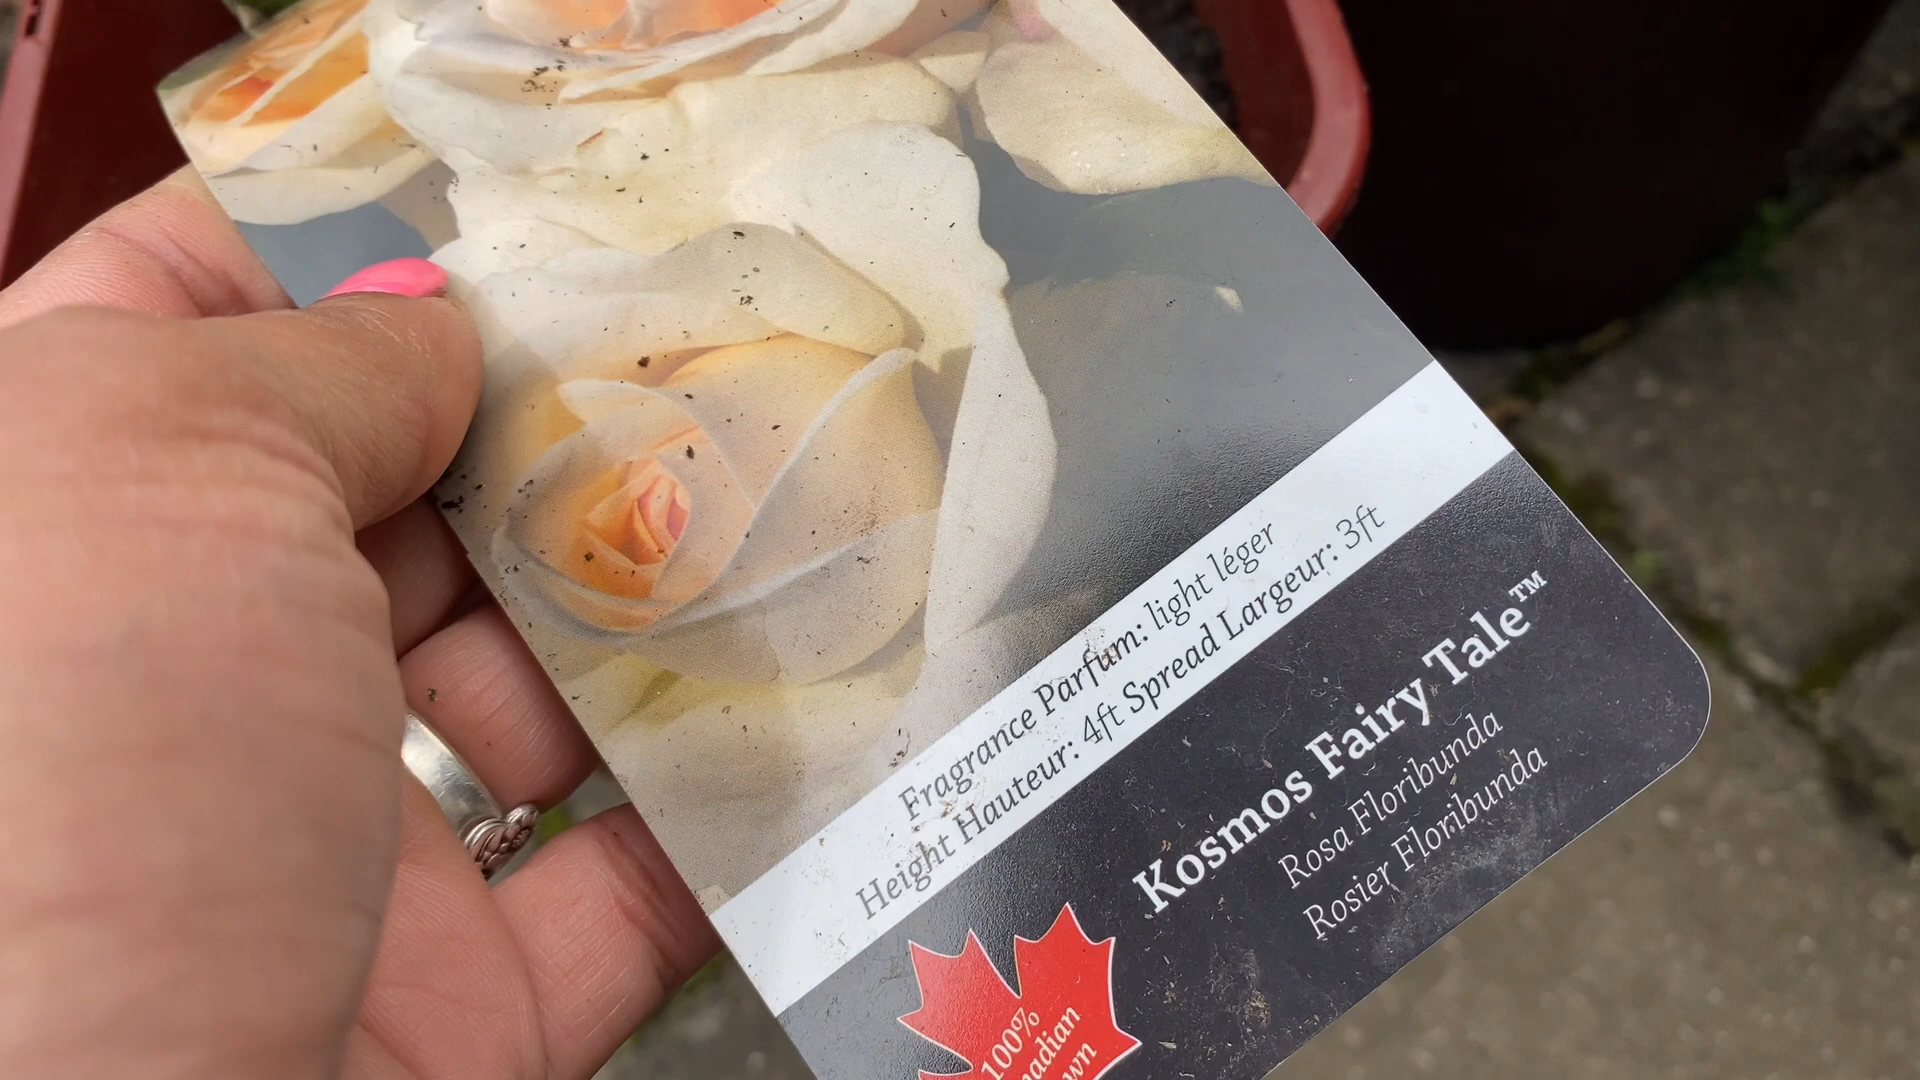 Fragrance Parfum: light léger
Height Hauteur: 4ft Spread Largeur: 3ft
Kosmos Fairy Tale™
Rosa Floribunda
Rosier Floribunda
100%